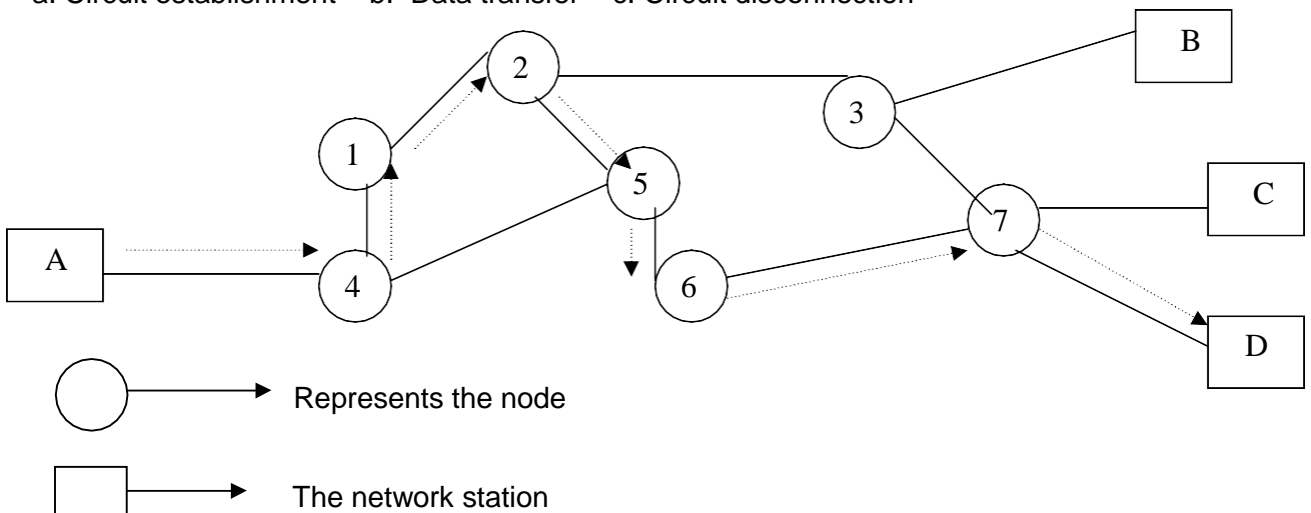 a. Circuit establishment b. Data transfer c. Circuit disconnection
B
2
3
1
5
C
7
A
4
6
D
Represents the node
The network station